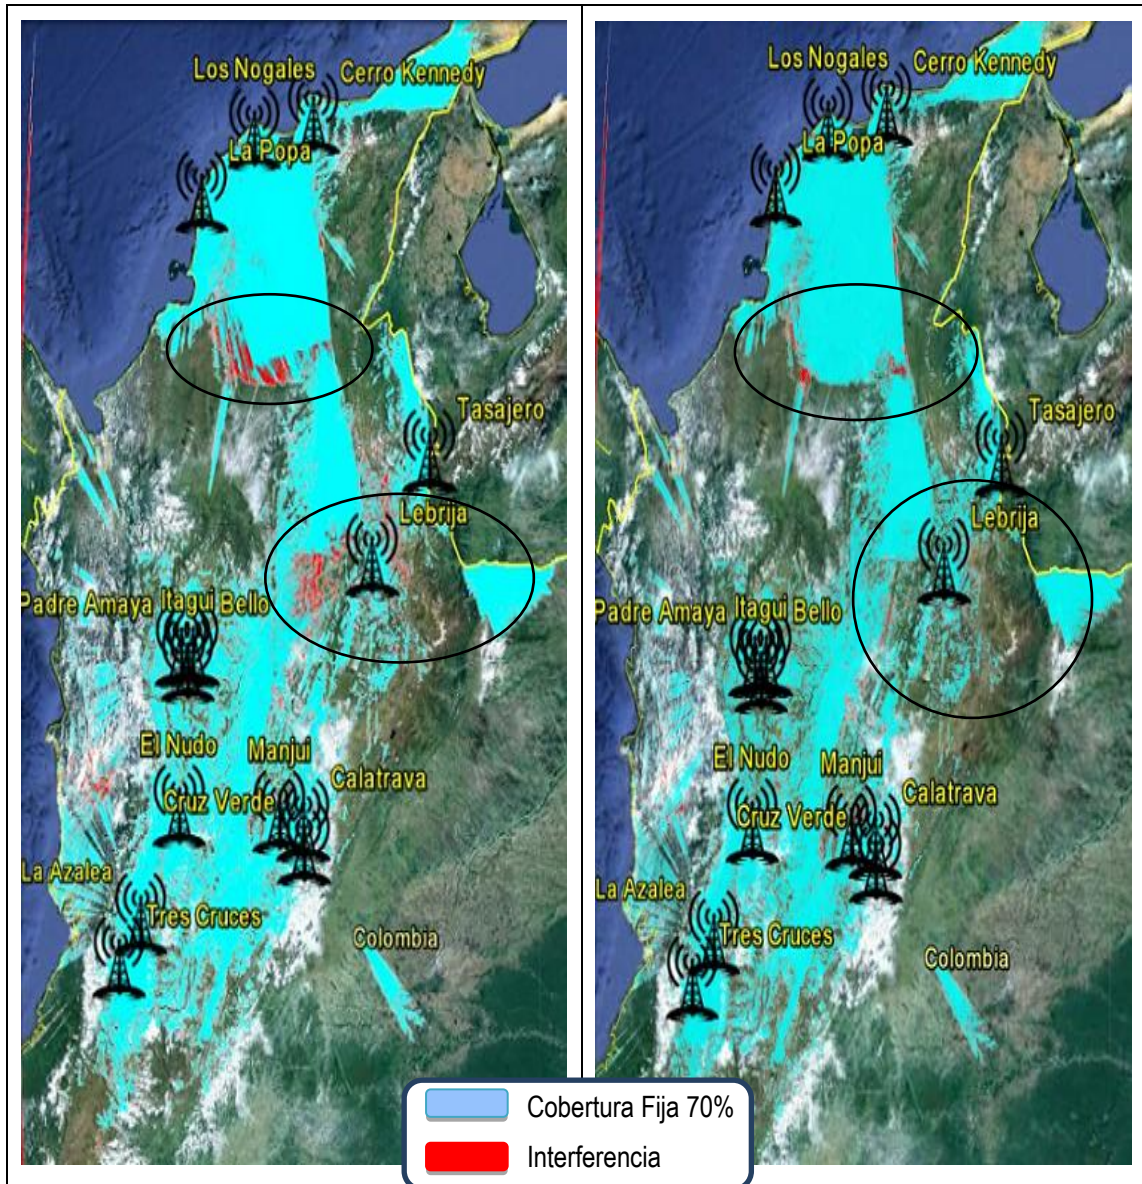 Los Nogales
Cerro Kennedy
La Popa
Tasajero
Lebrija
Padre Amaya
Itagui
Bello
El Nudo
Manjui
Calatrava
Cruz Verde
La Azalea
Tres Cruces
Colombia
Los Nogales
Cerro Kennedy
La Popa
Tasajero
Lebrija
Padre Amaya
Itagui
Bello
El Nudo
Manjui
Calatrava
Cruz Verde
La Azalea
Tres Cruces
Colombia
Cobertura Fija 70%
Interferencia